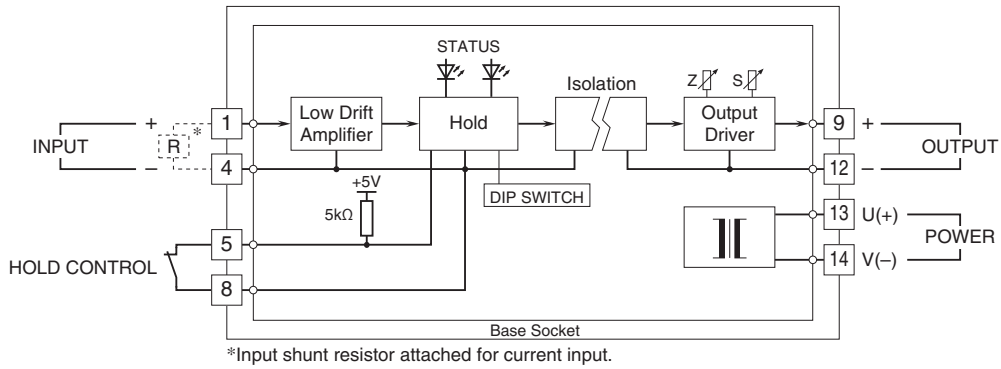 STATUS
Isolation
Z
S
INPUT
+
–
R
*
1
4
Low Drift
Amplifier
Hold
Output
Driver
9
12
+
–
OUTPUT
+5V
5kΩ
DIP SWITCH
HOLD CONTROL
5
8
13
14
U(+)
V(–)
POWER
Base Socket
*Input shunt resistor attached for current input.